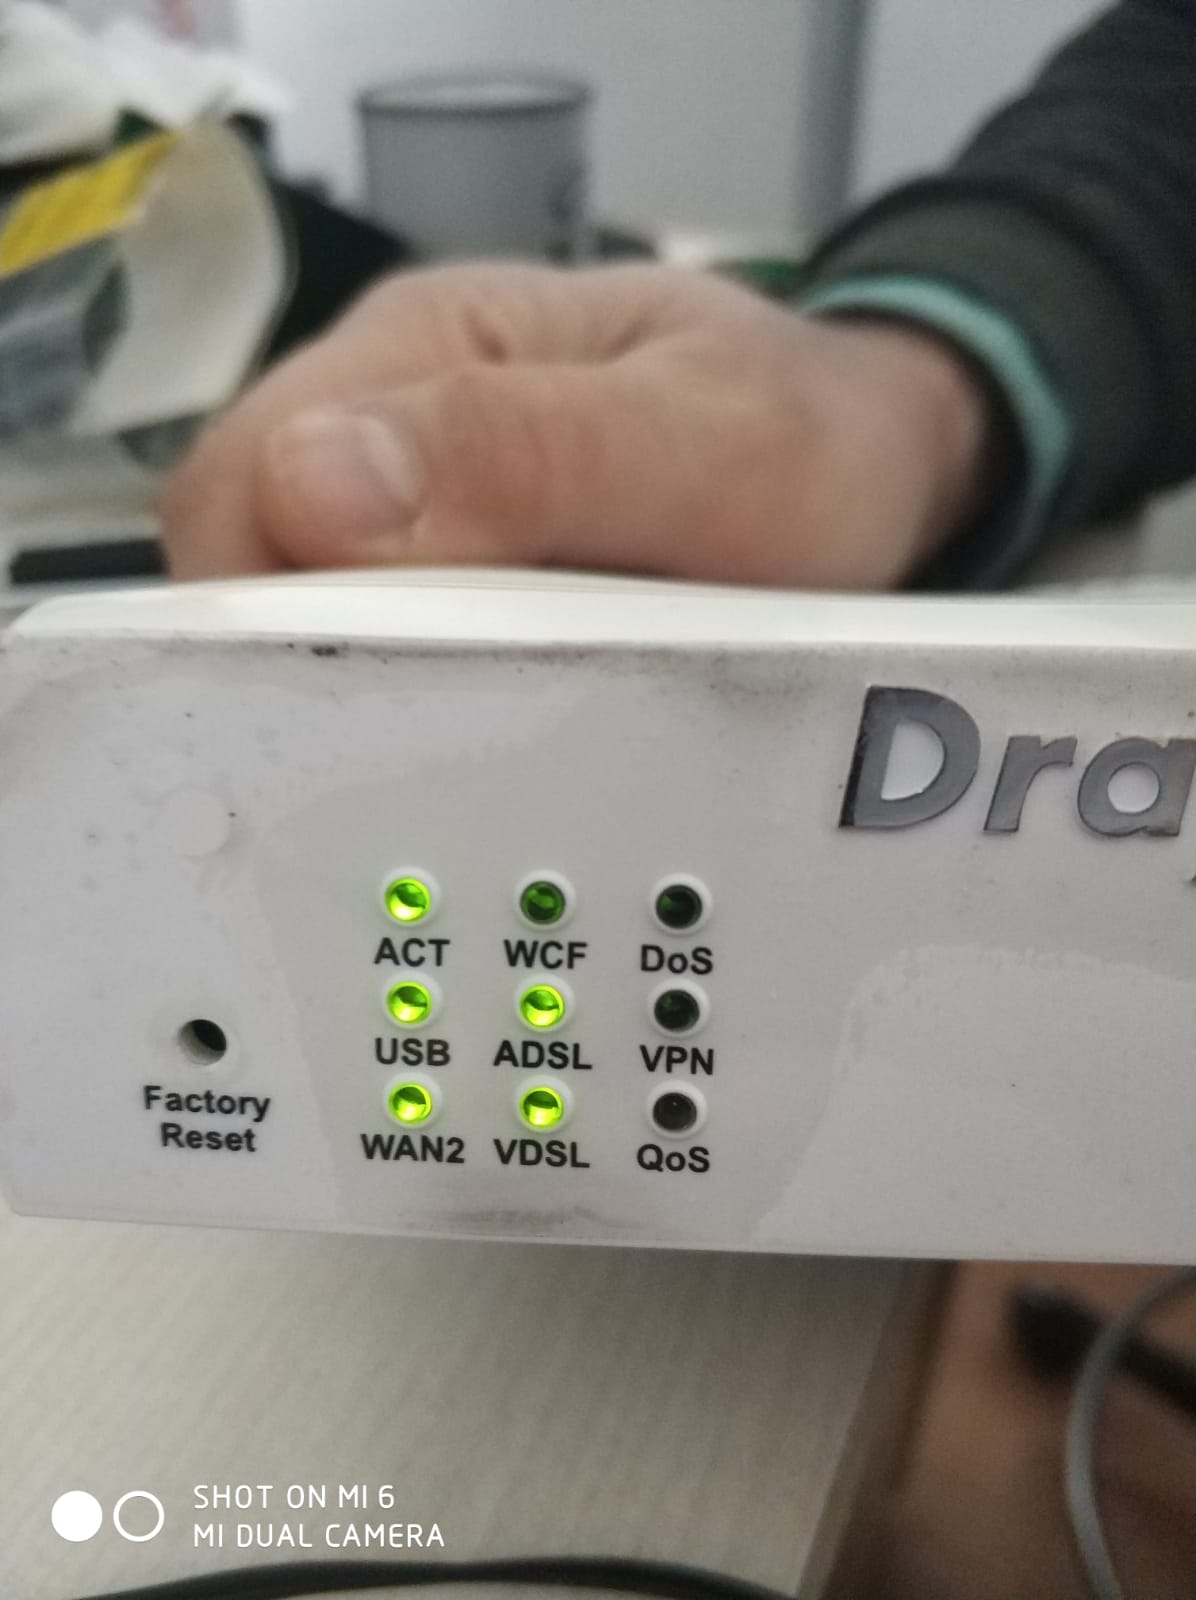 Dra
ACT WCF DoS
USB ADSL VPN
Factory
Reset
WAN2 VDSL QoS
SHOT ON MI 6
MI DUAL CAMERA